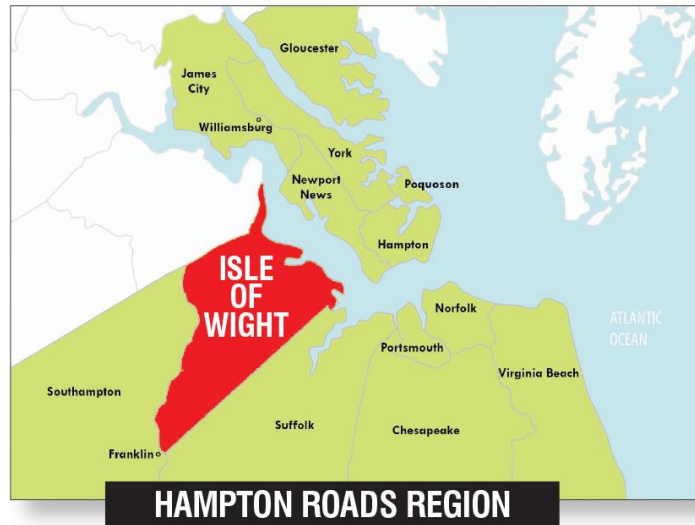 Gloucester
James
City
Williamsburg
York
Newport
News
Poquoson
Hampton
ISLE
OF
WIGHT
Norfolk
ATLANTIC
OCEAN
Portsmouth
Virginia Beach
Southampton
Suffolk
Chesapeake
Franklin
HAMPTON ROADS REGION